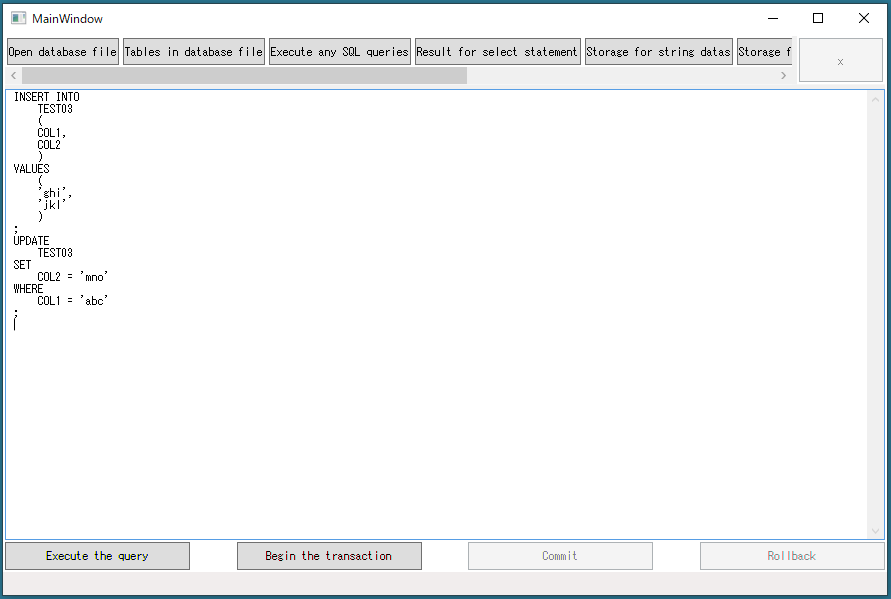 MainWindow
Open database file Tables in database file Execute any SQL queries Result for select statement Storage for string datas Storage f
x
INSERT INTO
    TEST03
    (
    COL1,
    COL2
    )
VALUES
    (
    'ghi',
    'jkl'
    )
;
UPDATE
    TEST03
SET
    COL2 = 'mno'
WHERE
    COL1 = 'abc'
;
Execute the query Begin the transaction Commit Rollback